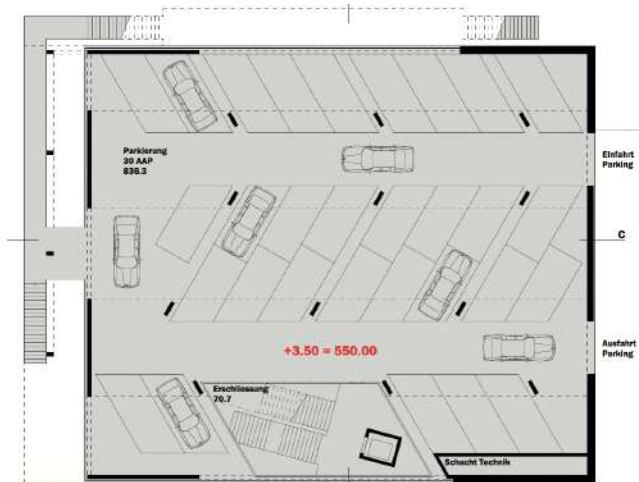 Parkierung
30 AAP
836.3
Einfahrt
Parking
C
+3.50 = 550.00
Ausfahrt
Parking
Erschliessung
70.7
Schacht Technik